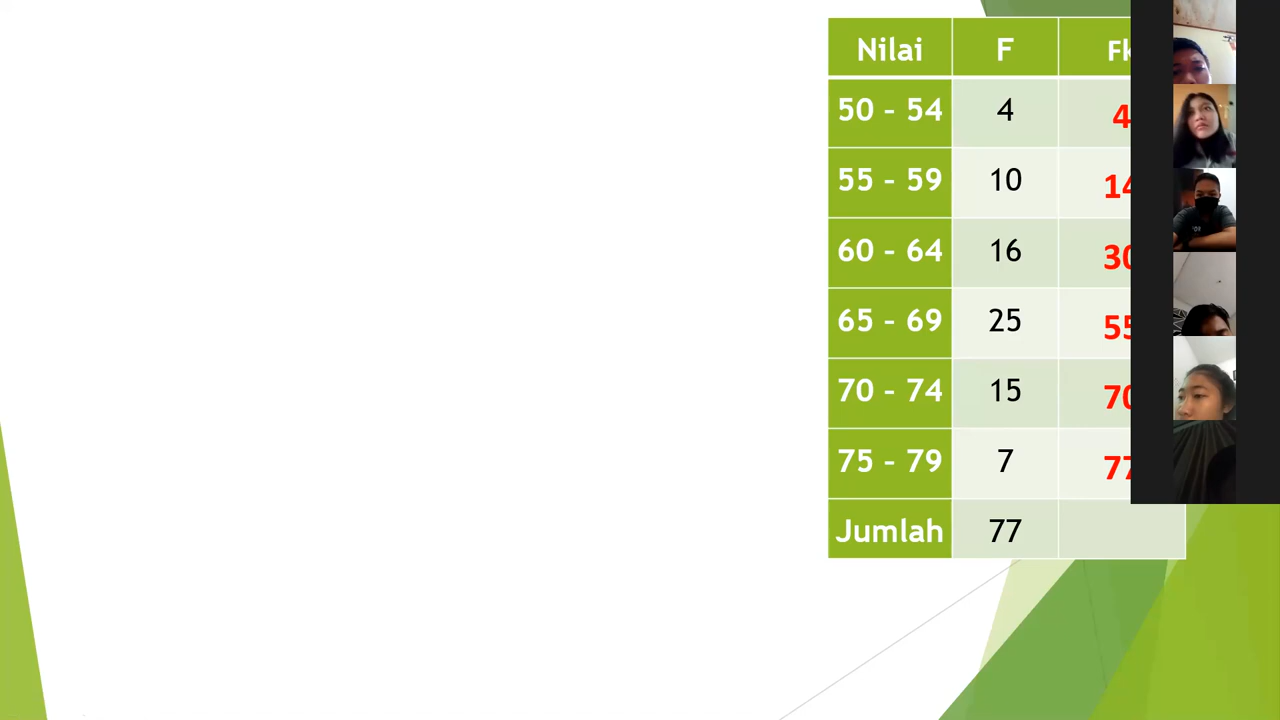 Nilai F Fk
50 - 54 4 4
55 - 59 10 14
60 - 64 16 30
65 - 69 25 55
70 - 74 15 70
75 - 79 7 77
Jumlah 77